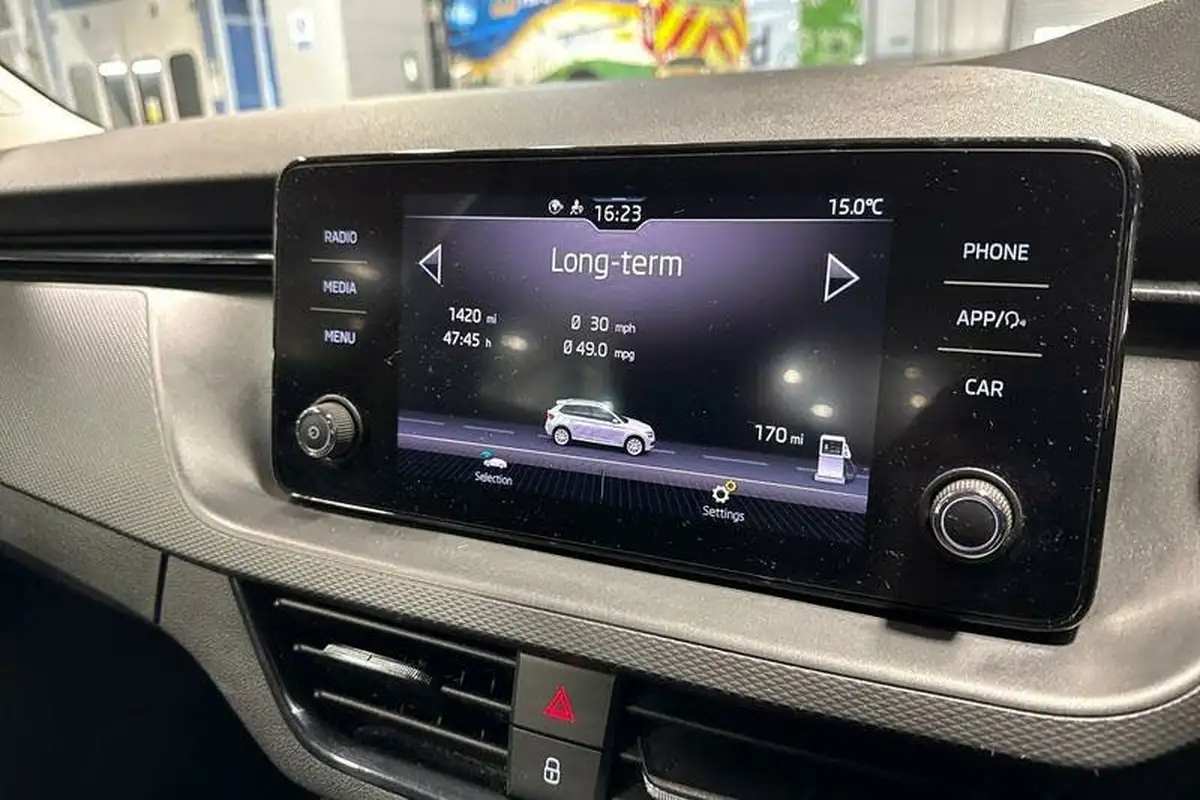 16:23
15.0°C
RADIO
MEDIA
MENU
Long-term
1420 mi
47:45 h
Ø 30 mph
Ø 49.0 mpg
170 mi
Selection
Settings
PHONE
APP/
CAR